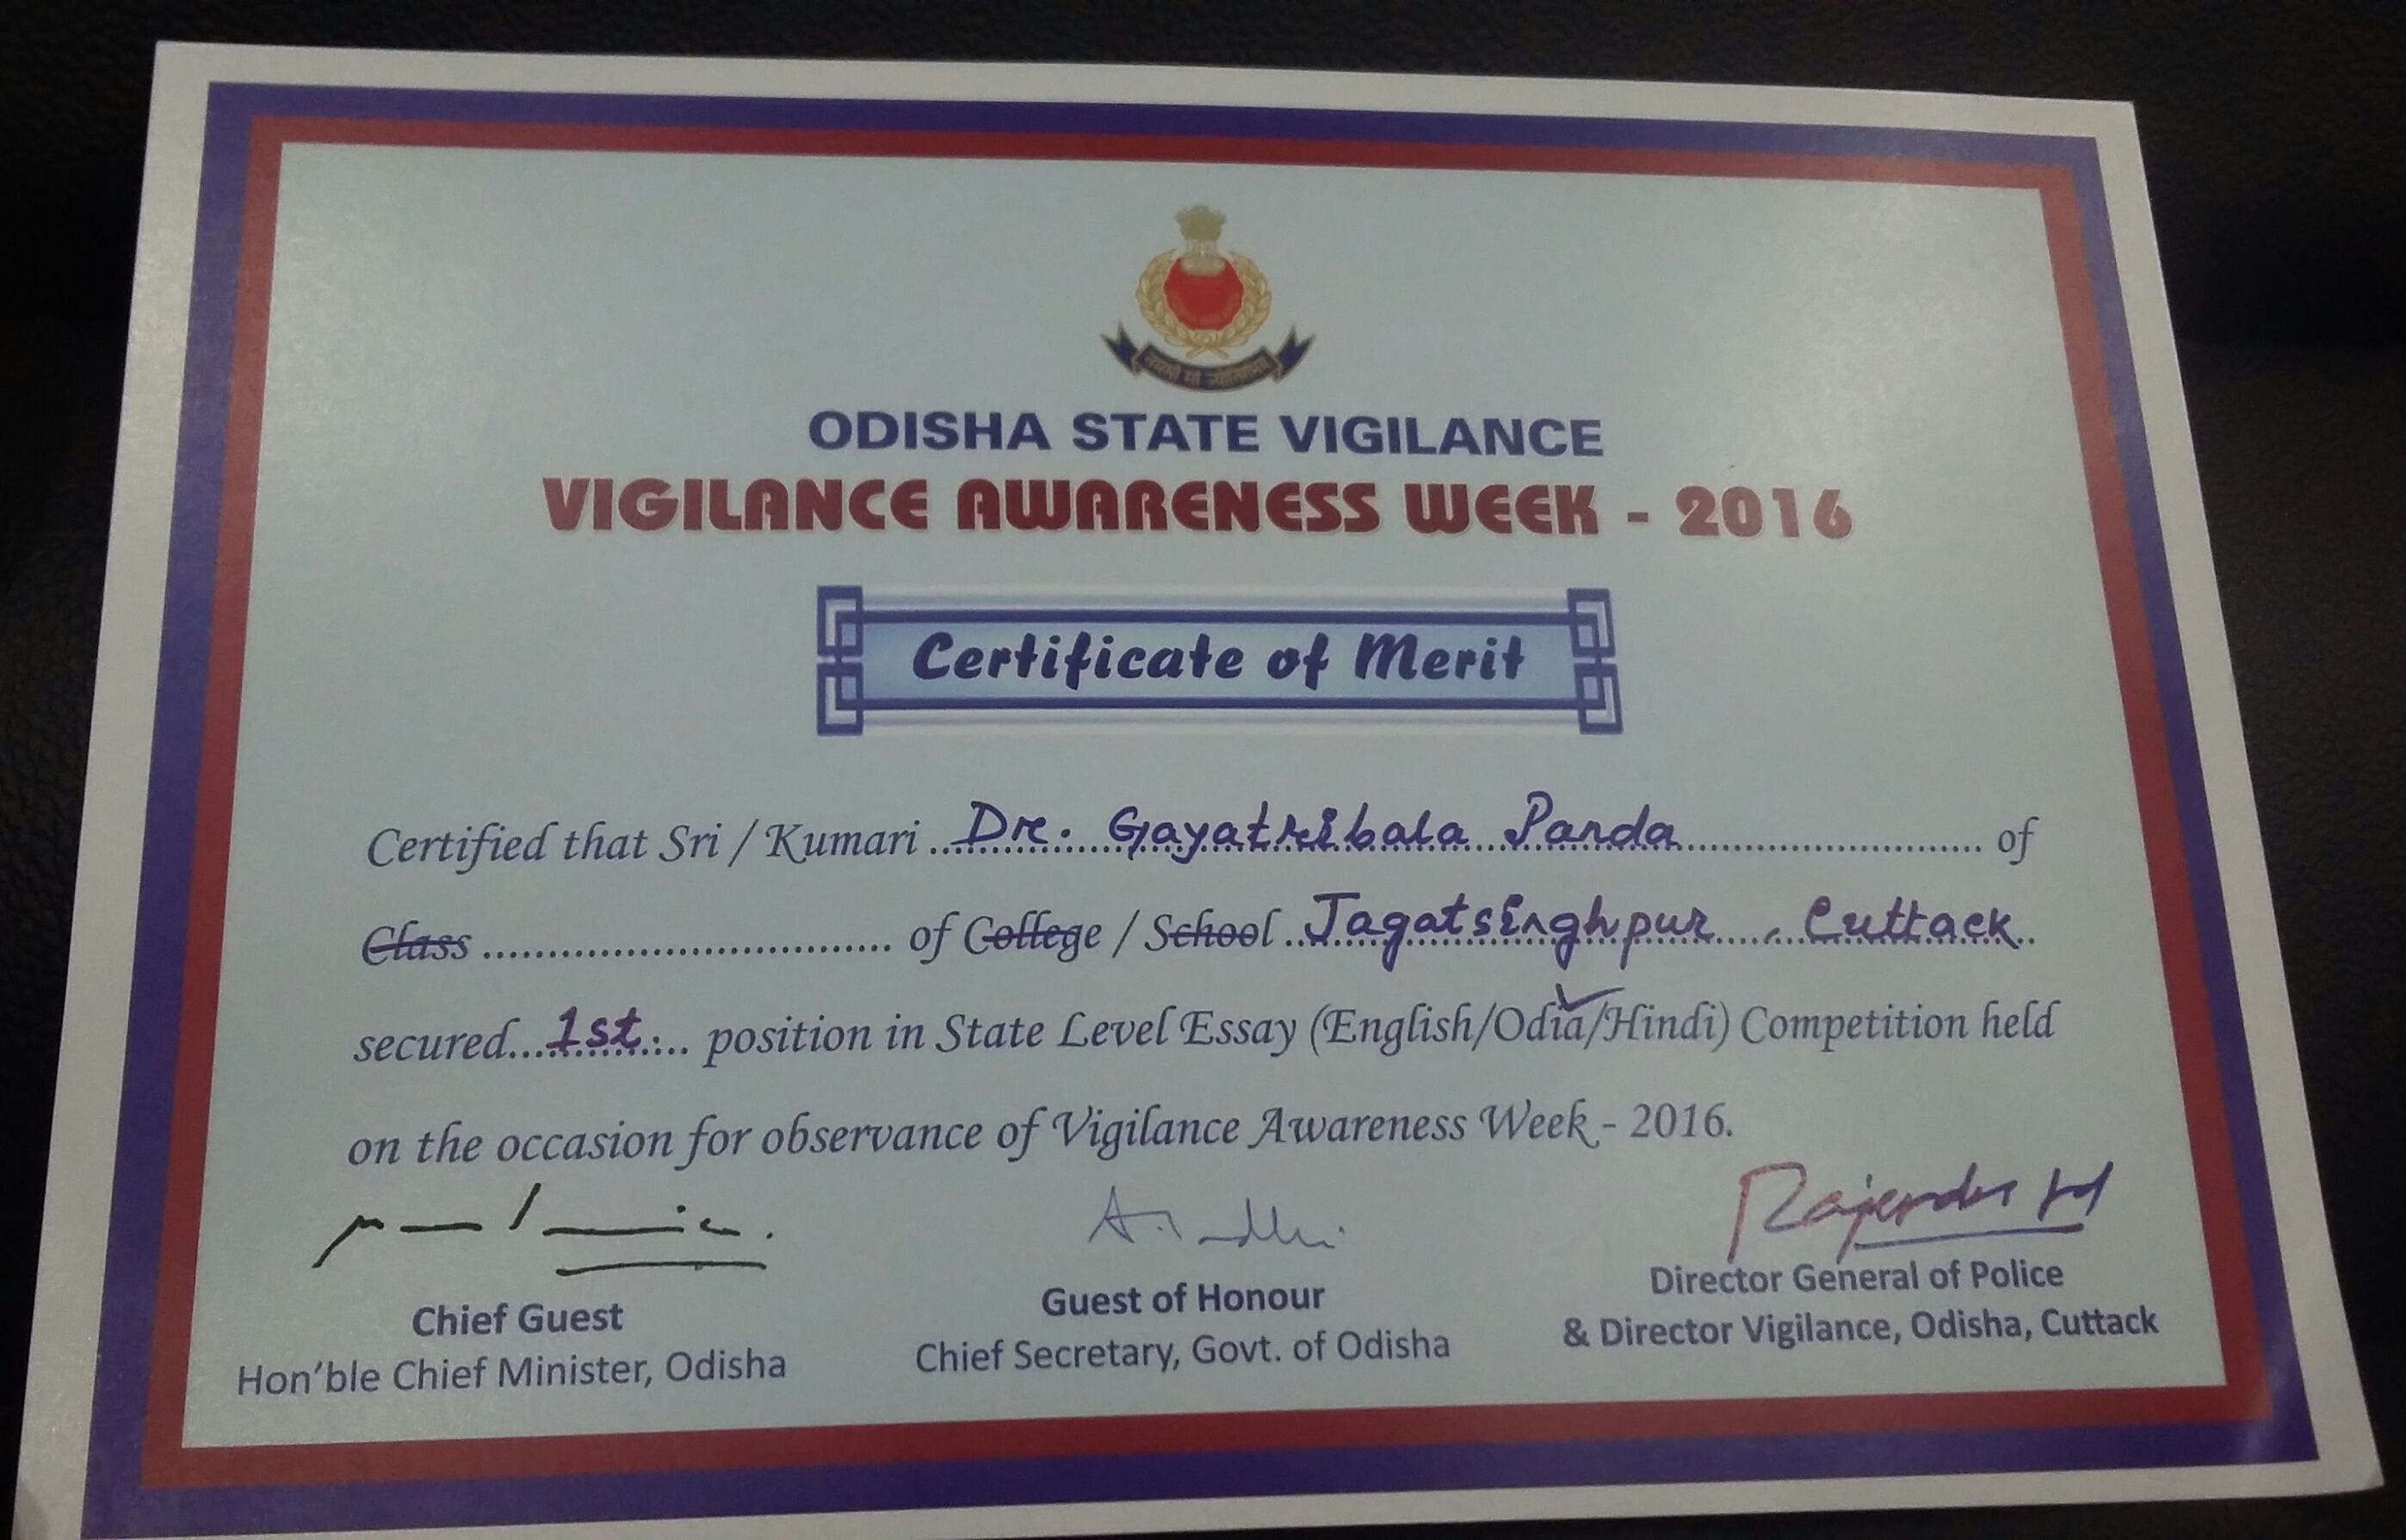 तमसो मा ज्योतिर्गमय
ODISHA STATE VIGILANCE
VIGILANCE AWARENESS WEEK - 2016
Certificate of Merit
Certified that Sri / Kumari Dr. Gayatribala Panda of
Class of College / School Jagatsinghpur, Cuttack
secured 1st position in State Level Essay (English/Odia/Hindi) Competition held
on the occasion for observance of Vigilance Awareness Week - 2016.
Chief Guest
Hon'ble Chief Minister, Odisha
Guest of Honour
Chief Secretary, Govt. of Odisha
Rajender
Director General of Police
& Director Vigilance, Odisha, Cuttack